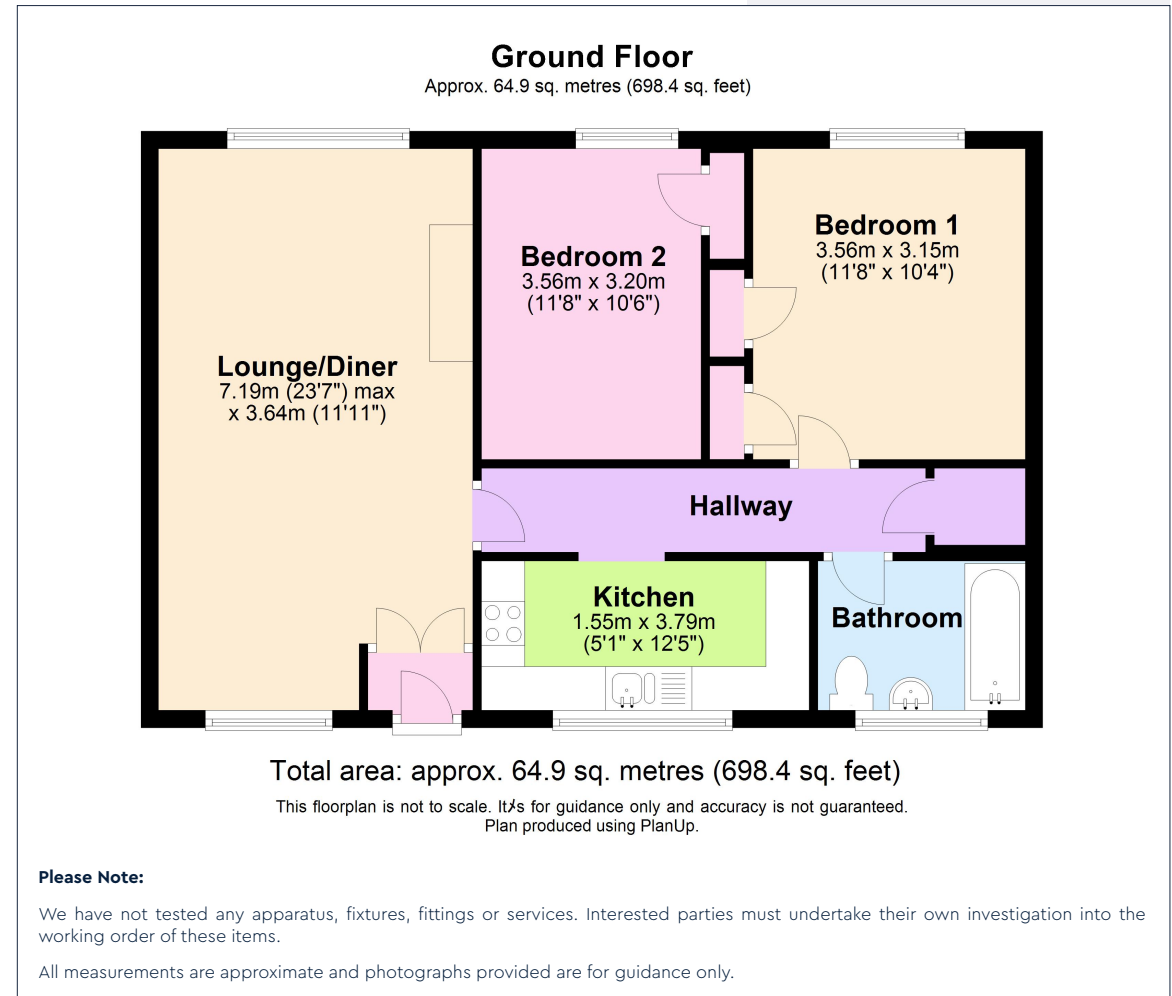 Ground Floor
Approx. 64.9 sq. metres (698.4 sq. feet)
Bedroom 1
3.56m x 3.15m
(11'8" x 10'4")
Bedroom 2
3.56m x 3.20m
(11'8" x 10'6")
Lounge/Diner
7.19m (23'7") max
x 3.64m (11'11")
Hallway
Kitchen
1.55m x 3.79m
(5'1" x 12'5")
Bathroom
Total area: approx. 64.9 sq. metres (698.4 sq. feet)
This floorplan is not to scale. It⁒s for guidance only and accuracy is not guaranteed.
Plan produced using PlanUp.
Please Note:
We have not tested any apparatus, fixtures, fittings or services. Interested parties must undertake their own investigation into the
working order of these items.
All measurements are approximate and photographs provided are for guidance only.